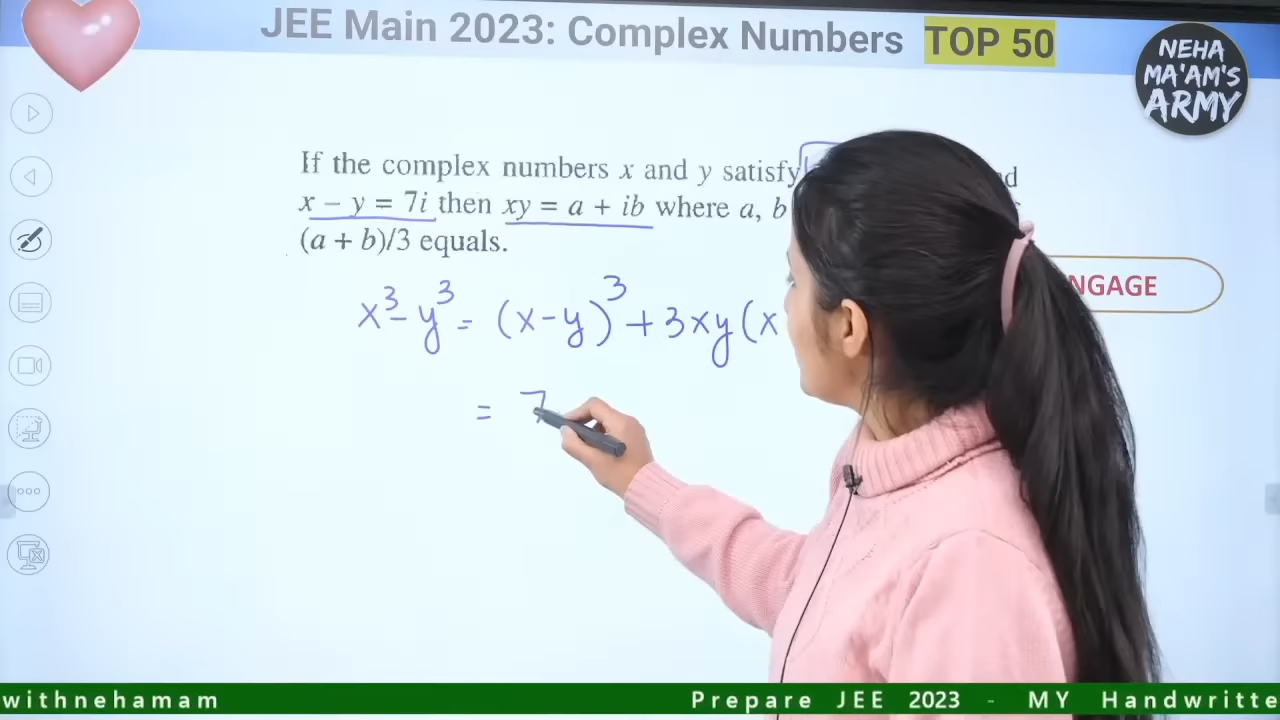 JEE Main 2023: Complex Numbers TOP 50
NEHA
MA'AM'S
ARMY
If the complex numbers x and y satisfy
x − y = 7i then xy = a + ib where a, b
(a + b)/3 equals.
NGAGE
x³ - y³ = (x-y)³ + 3xy(x
= 7
withnehamam
Prepare JEE 2023 - MY Handwritte